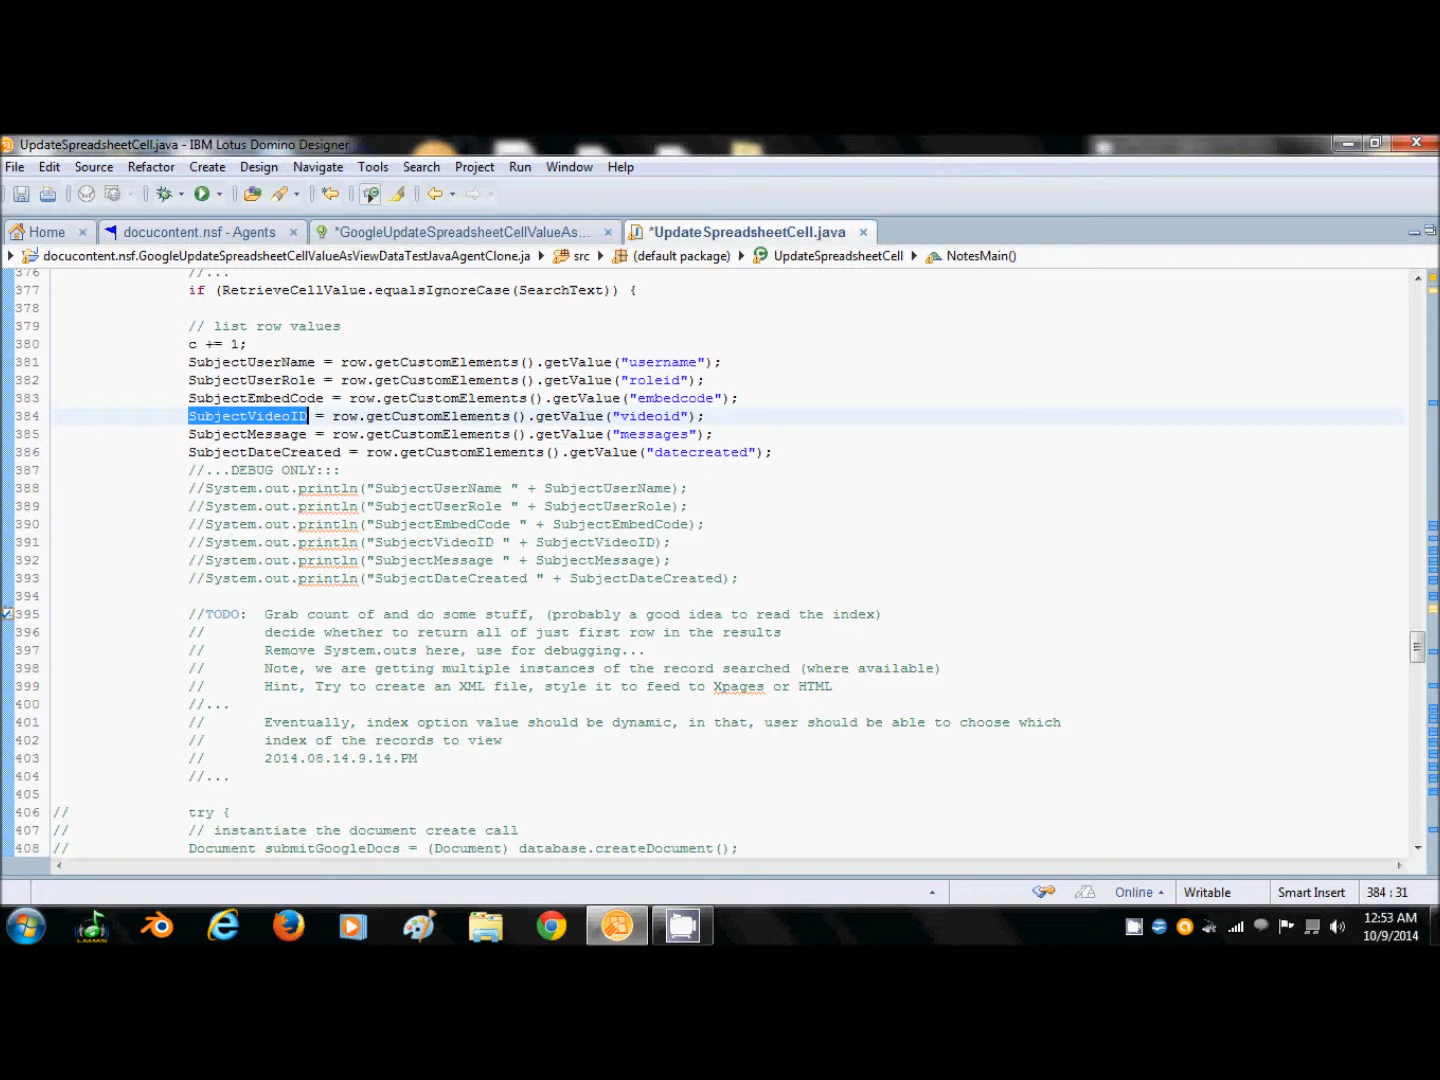 UpdateSpreadsheetCell.java - IBM Lotus Domino Designer
File Edit Source Refactor Create Design Navigate Tools Search Project Run Window Help
Home docucontent.nsf - Agents *GoogleUpdateSpreadsheetCellValueAs... *UpdateSpreadsheetCell.java
docucontent.nsf.GoogleUpdateSpreadsheetCellValueAsViewDataTestJavaAgentClone.ja src (default package) UpdateSpreadsheetCell NotesMain()
376 //...
377 if (RetrieveCellValue.equalsIgnoreCase(SearchText)) {
378
379 // list row values
380 c += 1;
381 SubjectUserName = row.getCustomElements().getValue("username");
382 SubjectUserRole = row.getCustomElements().getValue("roleid");
383 SubjectEmbedCode = row.getCustomElements().getValue("embedcode");
384 SubjectVideoID = row.getCustomElements().getValue("videoid");
385 SubjectMessage = row.getCustomElements().getValue("messages");
386 SubjectDateCreated = row.getCustomElements().getValue("datecreated");
387 //...DEBUG ONLY:::
388 //System.out.println("SubjectUserName " + SubjectUserName);
389 //System.out.println("SubjectUserRole " + SubjectUserRole);
390 //System.out.println("SubjectEmbedCode " + SubjectEmbedCode);
391 //System.out.println("SubjectVideoID " + SubjectVideoID);
392 //System.out.println("SubjectMessage " + SubjectMessage);
393 //System.out.println("SubjectDateCreated " + SubjectDateCreated);
394
395 //TODO: Grab count of and do some stuff, (probably a good idea to read the index)
396 // decide whether to return all of just first row in the results
397 // Remove System.outs here, use for debugging...
398 // Note, we are getting multiple instances of the record searched (where available)
399 // Hint, Try to create an XML file, style it to feed to Xpages or HTML
400 //...
401 // Eventually, index option value should be dynamic, in that, user should be able to choose which
402 // index of the records to view
403 // 2014.08.14.9.14.PM
404 //...
405
406 // try {
407 // // instantiate the document create call
408 // Document submitGoogleDocs = (Document) database.createDocument();
Online Writable Smart Insert 384 : 31
LMMS
12:53 AM
10/9/2014